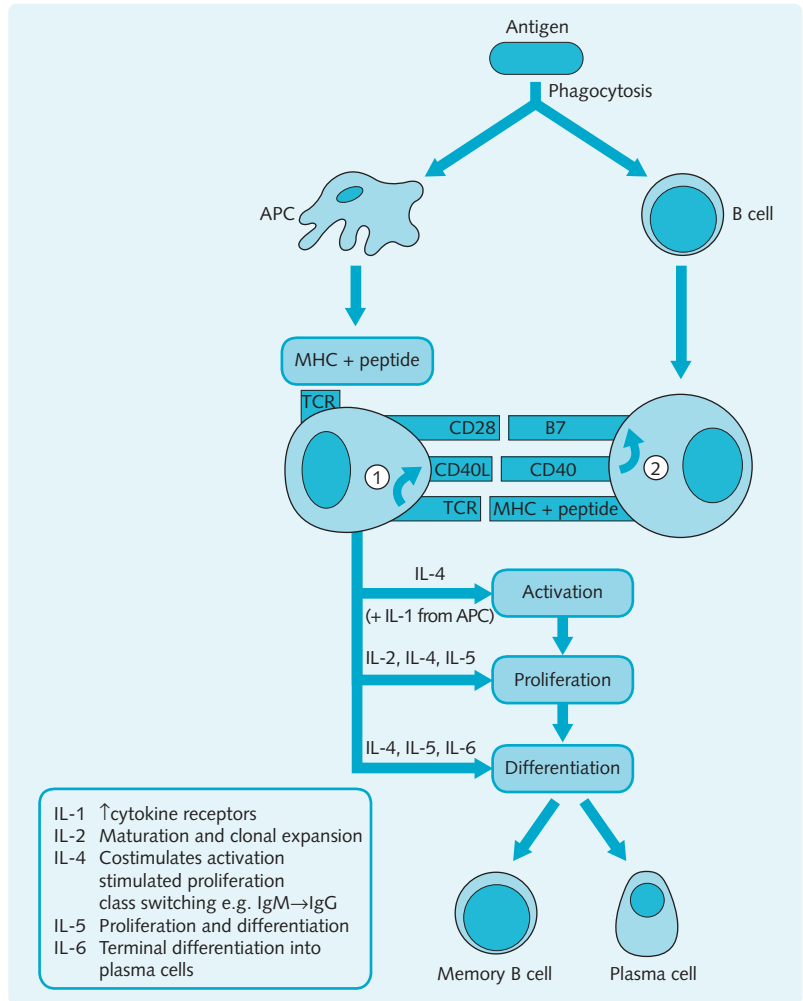 Antigen
Phagocytosis
APC
B cell
MHC + peptide
TCR
CD28
B7
1
CD40L
CD40
2
TCR
MHC + peptide
IL-4
(+ IL-1 from APC)
Activation
IL-2, IL-4, IL-5
Proliferation
IL-4, IL-5, IL-6
Differentiation
IL-1 ↑cytokine receptors
IL-2 Maturation and clonal expansion
IL-4 Costimulates activation
stimulated proliferation
class switching e.g. IgM→IgG
IL-5 Proliferation and differentiation
IL-6 Terminal differentiation into
plasma cells
Memory B cell
Plasma cell